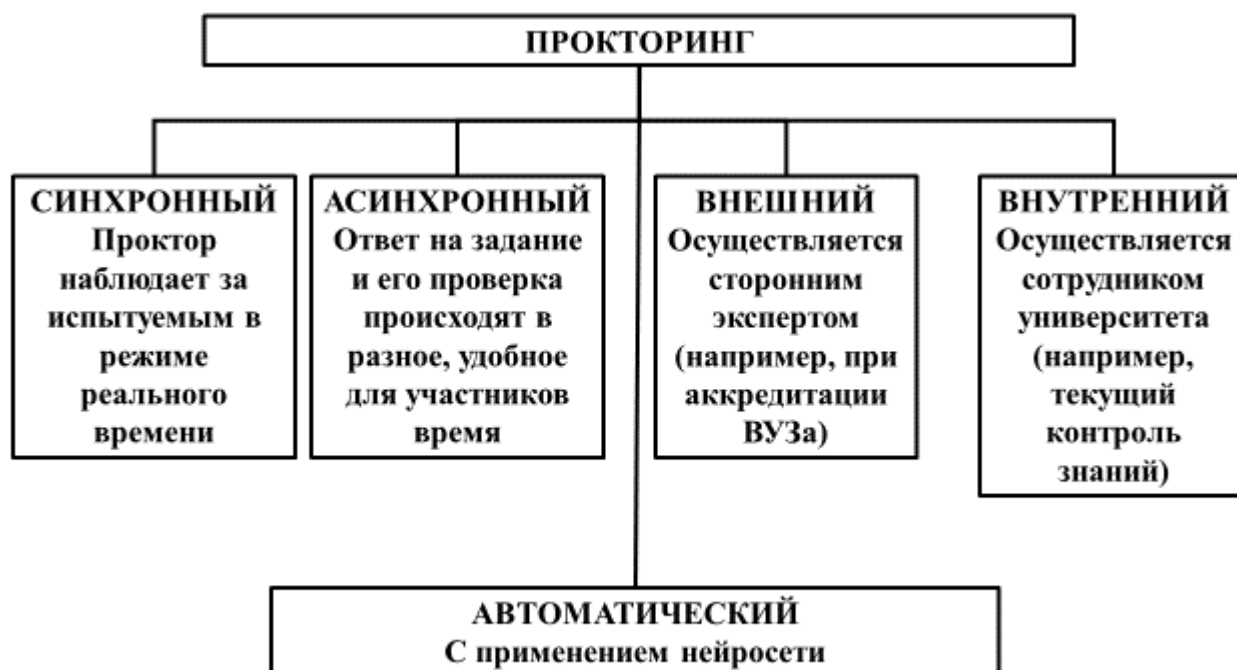 ПРОКТОРИНГ
СИНХРОННЫЙ
Проктор
наблюдает за
испытуемым в
режиме
реального
времени
АСИНХРОННЫЙ
Ответ на задание
и его проверка
происходят в
разное, удобное
для участников
время
ВНЕШНИЙ
Осуществляется
сторонним
экспертом
(например, при
аккредитации
ВУЗа)
ВНУТРЕННИЙ
Осуществляется
сотрудником
университета
(например,
текущий
контроль
знаний)
АВТОМАТИЧЕСКИЙ
С применением нейросети